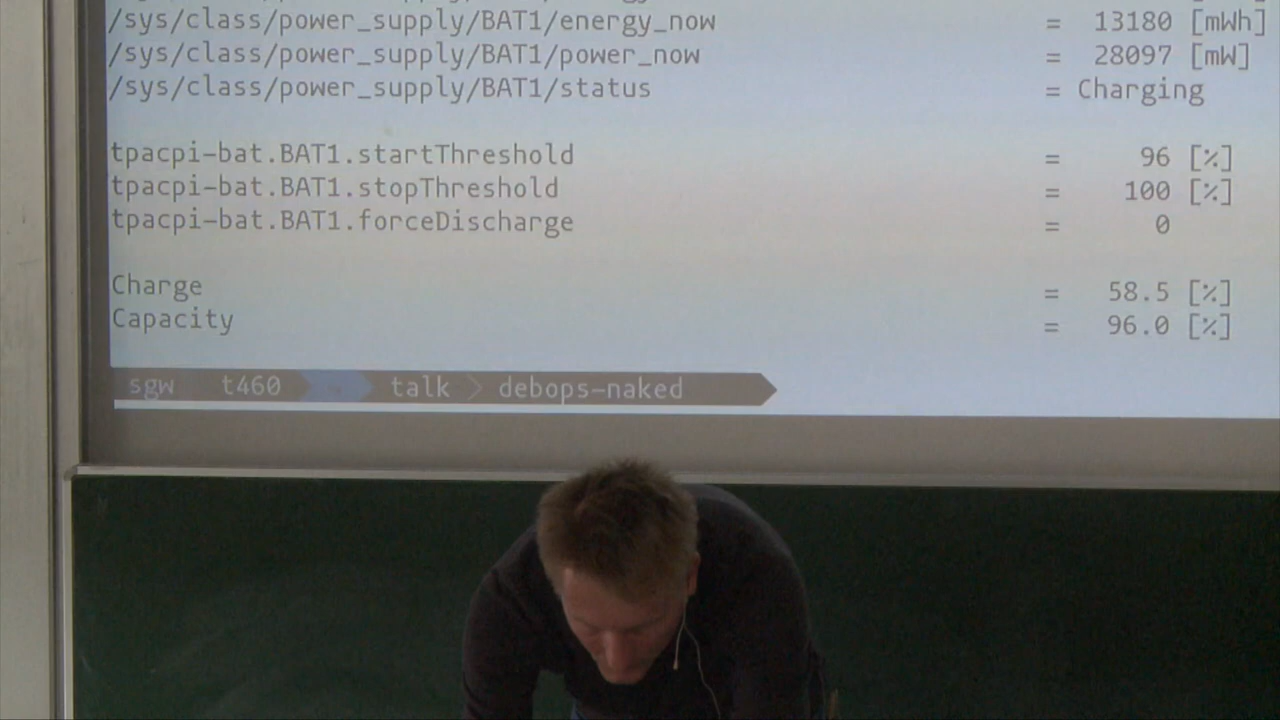 /sys/class/power_supply/BAT1/energy_now = 13180 [mWh]
/sys/class/power_supply/BAT1/power_now = 28097 [mW]
/sys/class/power_supply/BAT1/status = Charging
tpacpi-bat.BAT1.startThreshold = 96 [%]
tpacpi-bat.BAT1.stopThreshold = 100 [%]
tpacpi-bat.BAT1.forceDischarge = 0
Charge = 58.5 [%]
Capacity = 96.0 [%]
sgw t460 ~ talk debops-naked